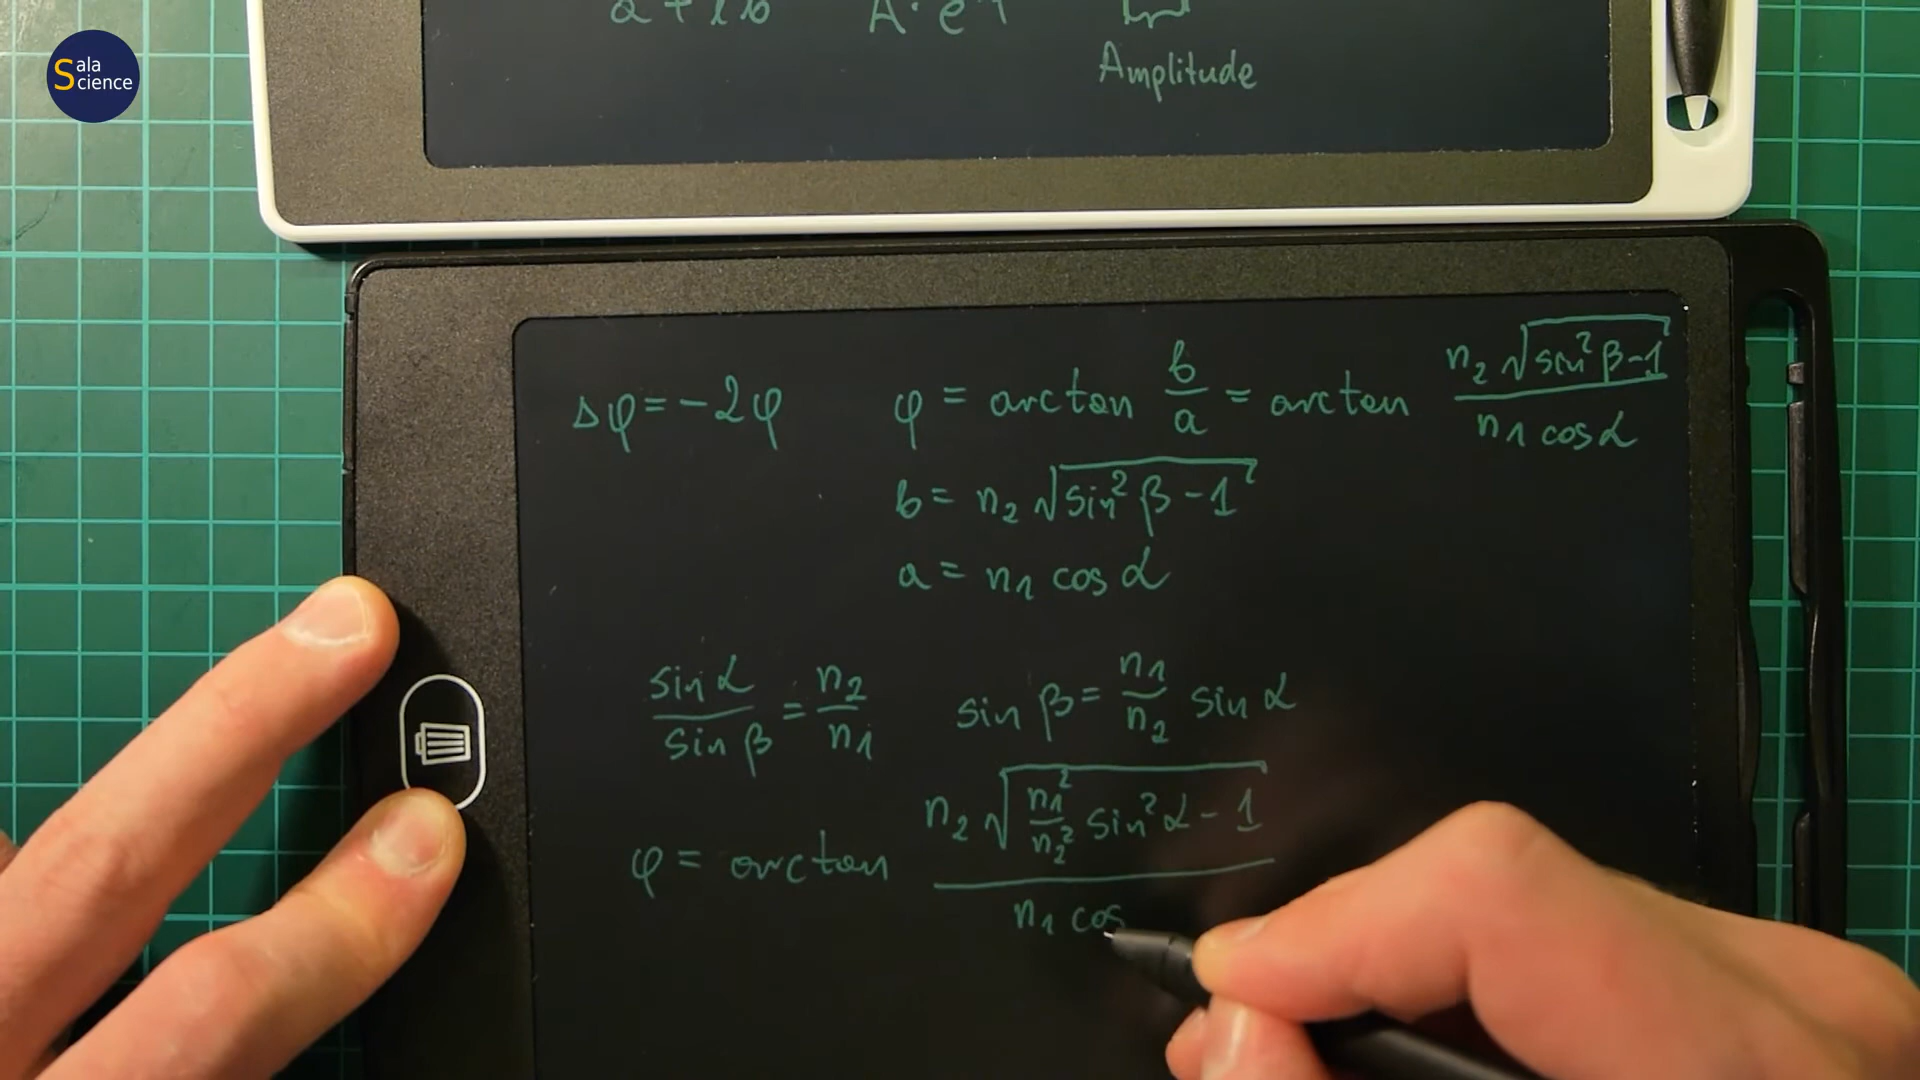 Sala
Science
a + ib A·e
Amplitude
Δφ = -2φ φ = arctan b/a = arctan n₂√(sin²β-1) / n₁ cos α
b = n₂ √(sin²β-1)
a = n₁ cos α
sin α / sin β = n₂/n₁ sin β = n₁/n₂ sin α
φ = arctan n₂√(n₁²/n₂² sin²α - 1) / n₁ cos